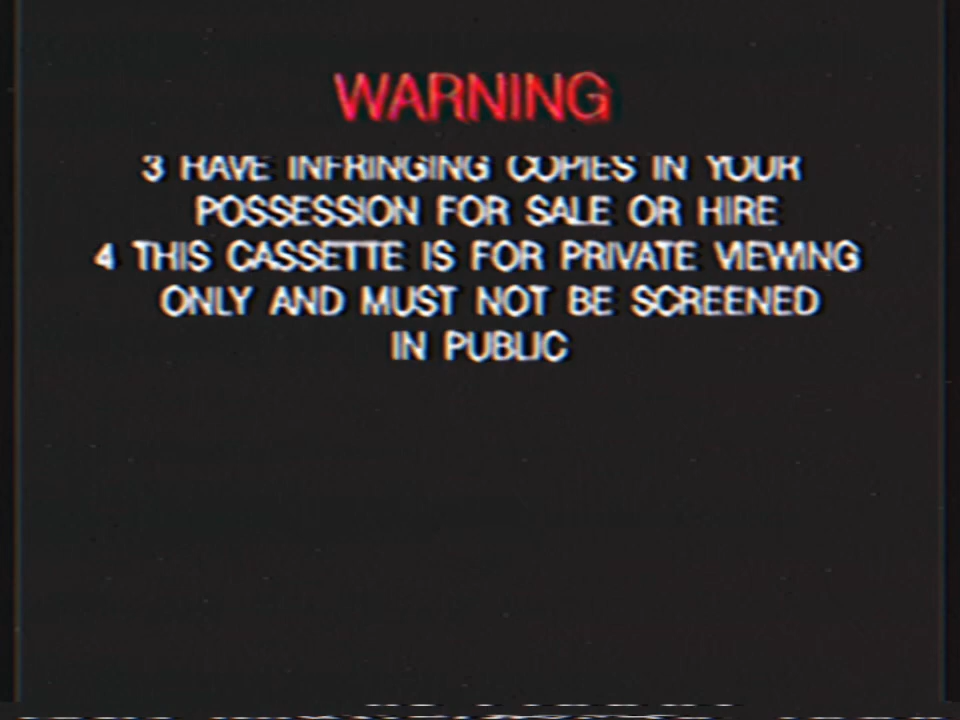 WARNING
3 HAVE INFRINGING COPIES IN YOUR
POSSESSION FOR SALE OR HIRE
4 THIS CASSETTE IS FOR PRIVATE VIEWING
ONLY AND MUST NOT BE SCREENED
IN PUBLIC